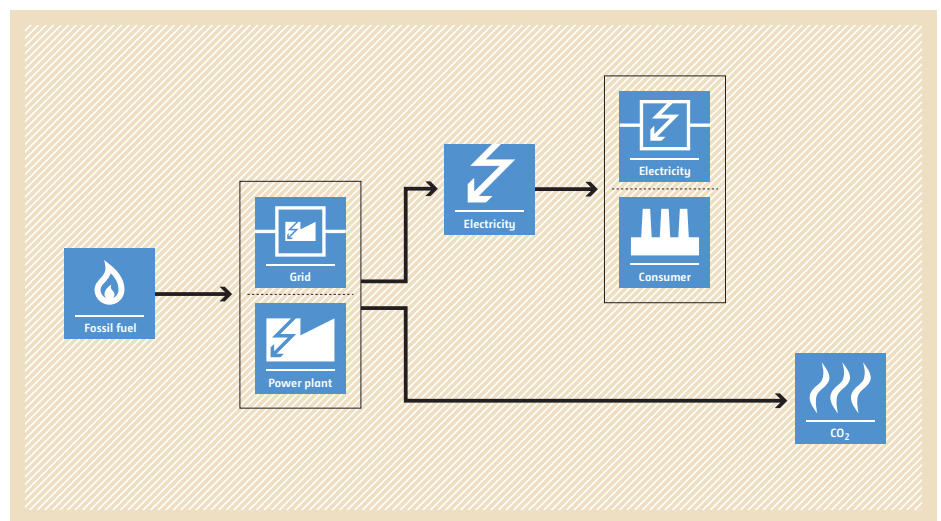 Fossil fuel
Grid
Power plant
Electricity
Electricity
Consumer
CO₂